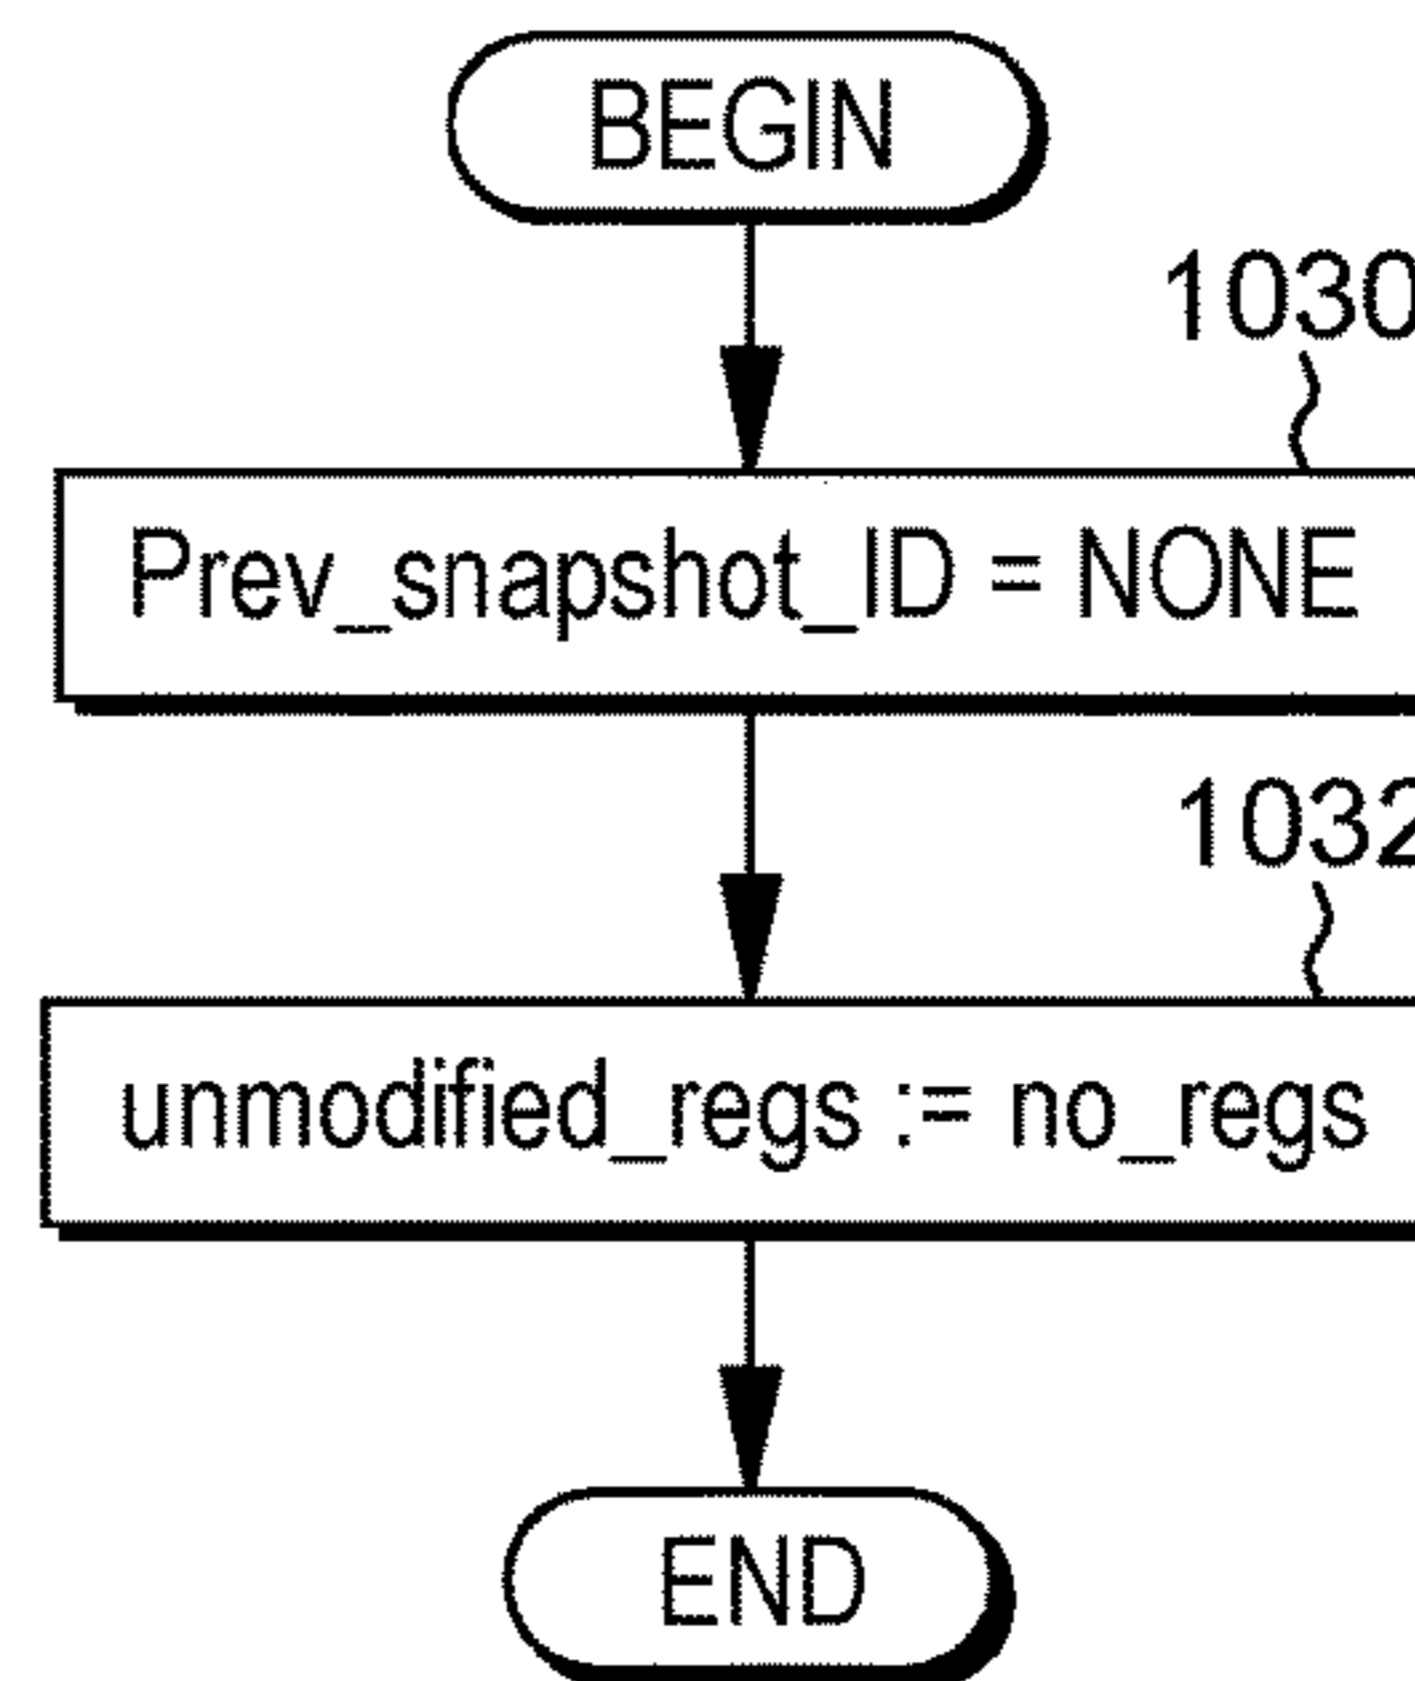 BEGIN
1030
Prev_snapshot_ID = NONE
1032
unmodified_regs := no_regs
END